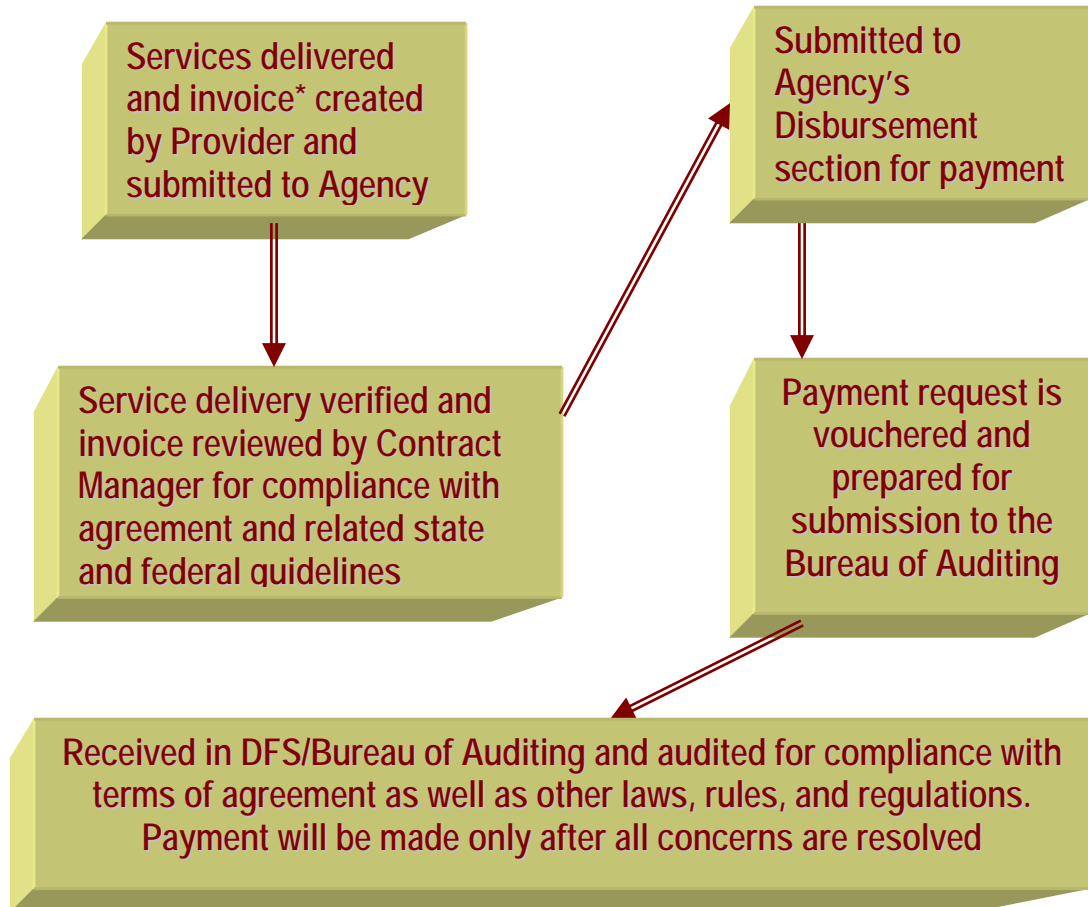 Services delivered
and invoice* created
by Provider and
submitted to Agency
Service delivery verified and
invoice reviewed by Contract
Manager for compliance with
agreement and related state
and federal guidelines
Submitted to
Agency’s
Disbursement
section for payment
Payment request is
vouchered and
prepared for
submission to the
Bureau of Auditing
Received in DFS/Bureau of Auditing and audited for compliance with
terms of agreement as well as other laws, rules, and regulations.
Payment will be made only after all concerns are resolved